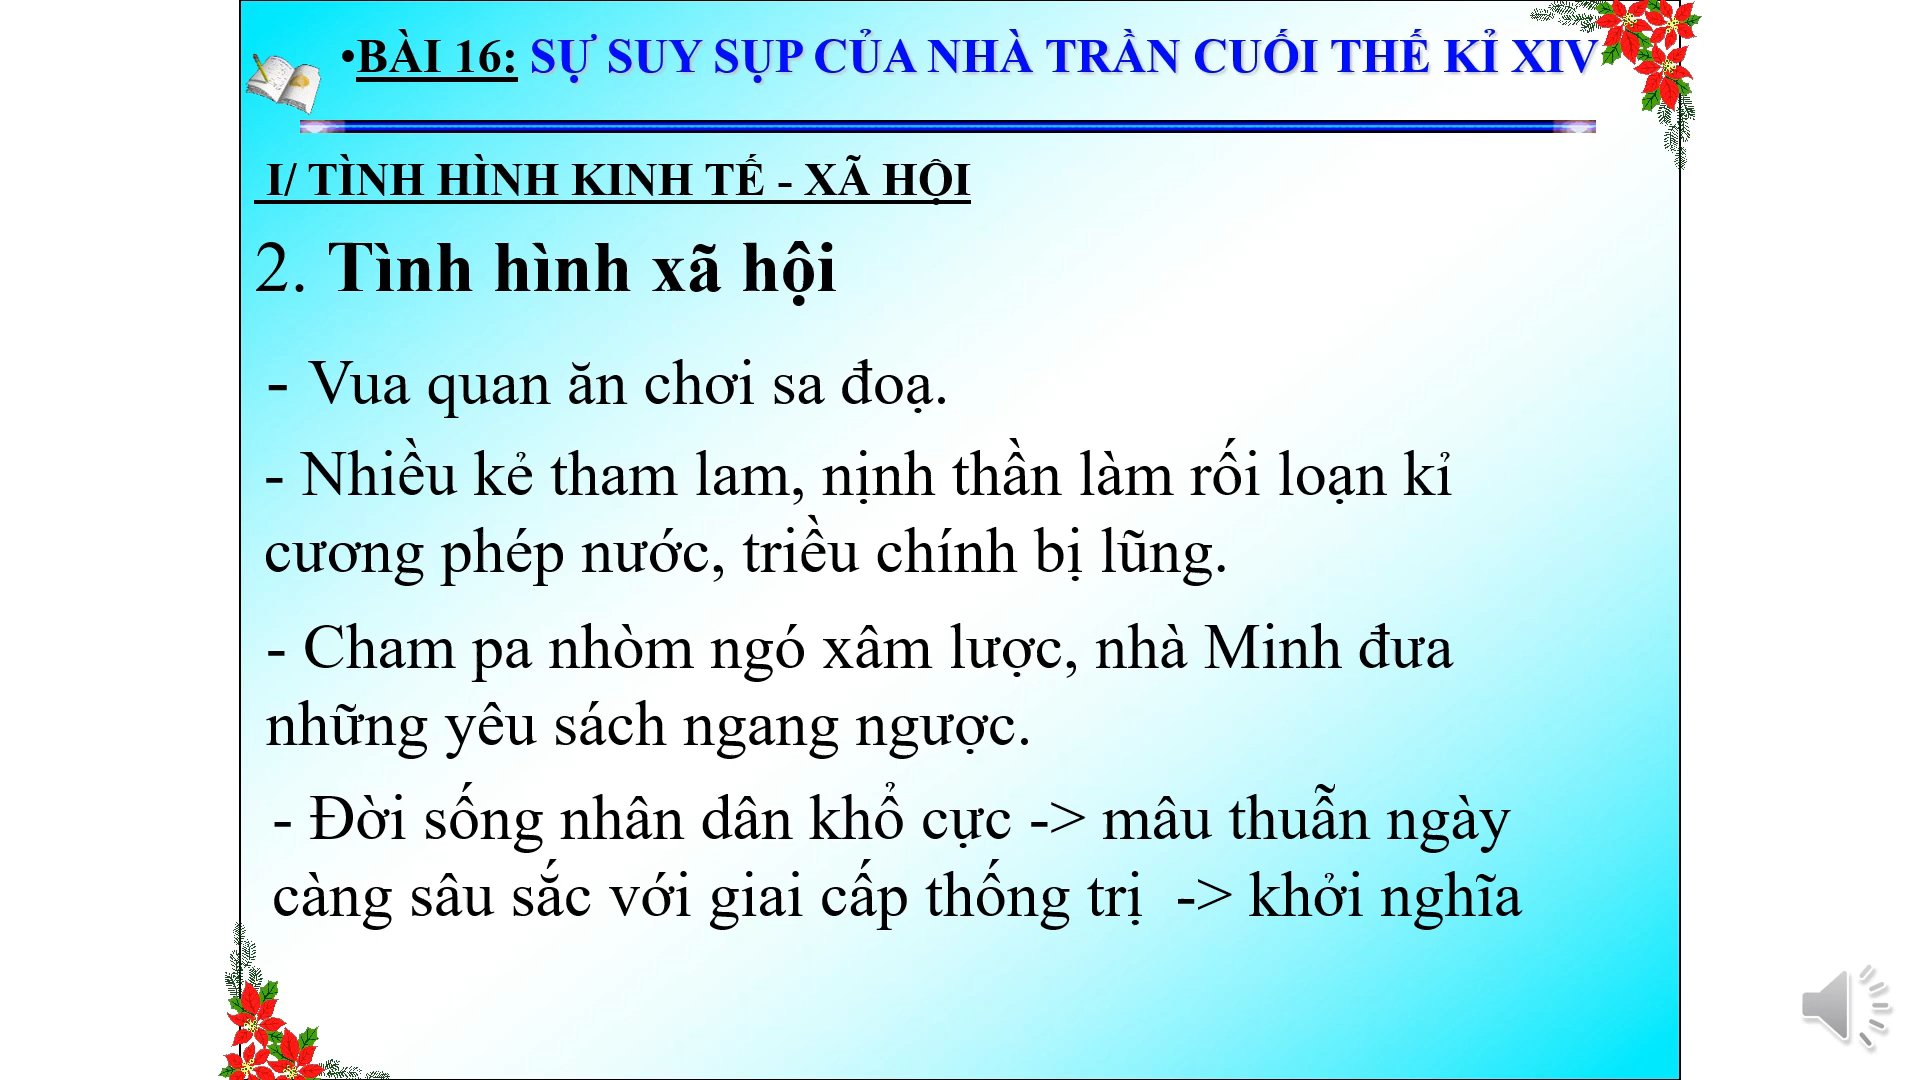 •BÀI 16: SỰ SUY SỤP CỦA NHÀ TRẦN CUỐI THẾ KỈ XIV
I/ TÌNH HÌNH KINH TẾ - XÃ HỘI
2. Tình hình xã hội
- Vua quan ăn chơi sa đoạ.
- Nhiều kẻ tham lam, nịnh thần làm rối loạn kỉ
cương phép nước, triều chính bị lũng.
- Cham pa nhòm ngó xâm lược, nhà Minh đưa
những yêu sách ngang ngược.
- Đời sống nhân dân khổ cực -> mâu thuẫn ngày
càng sâu sắc với giai cấp thống trị -> khởi nghĩa